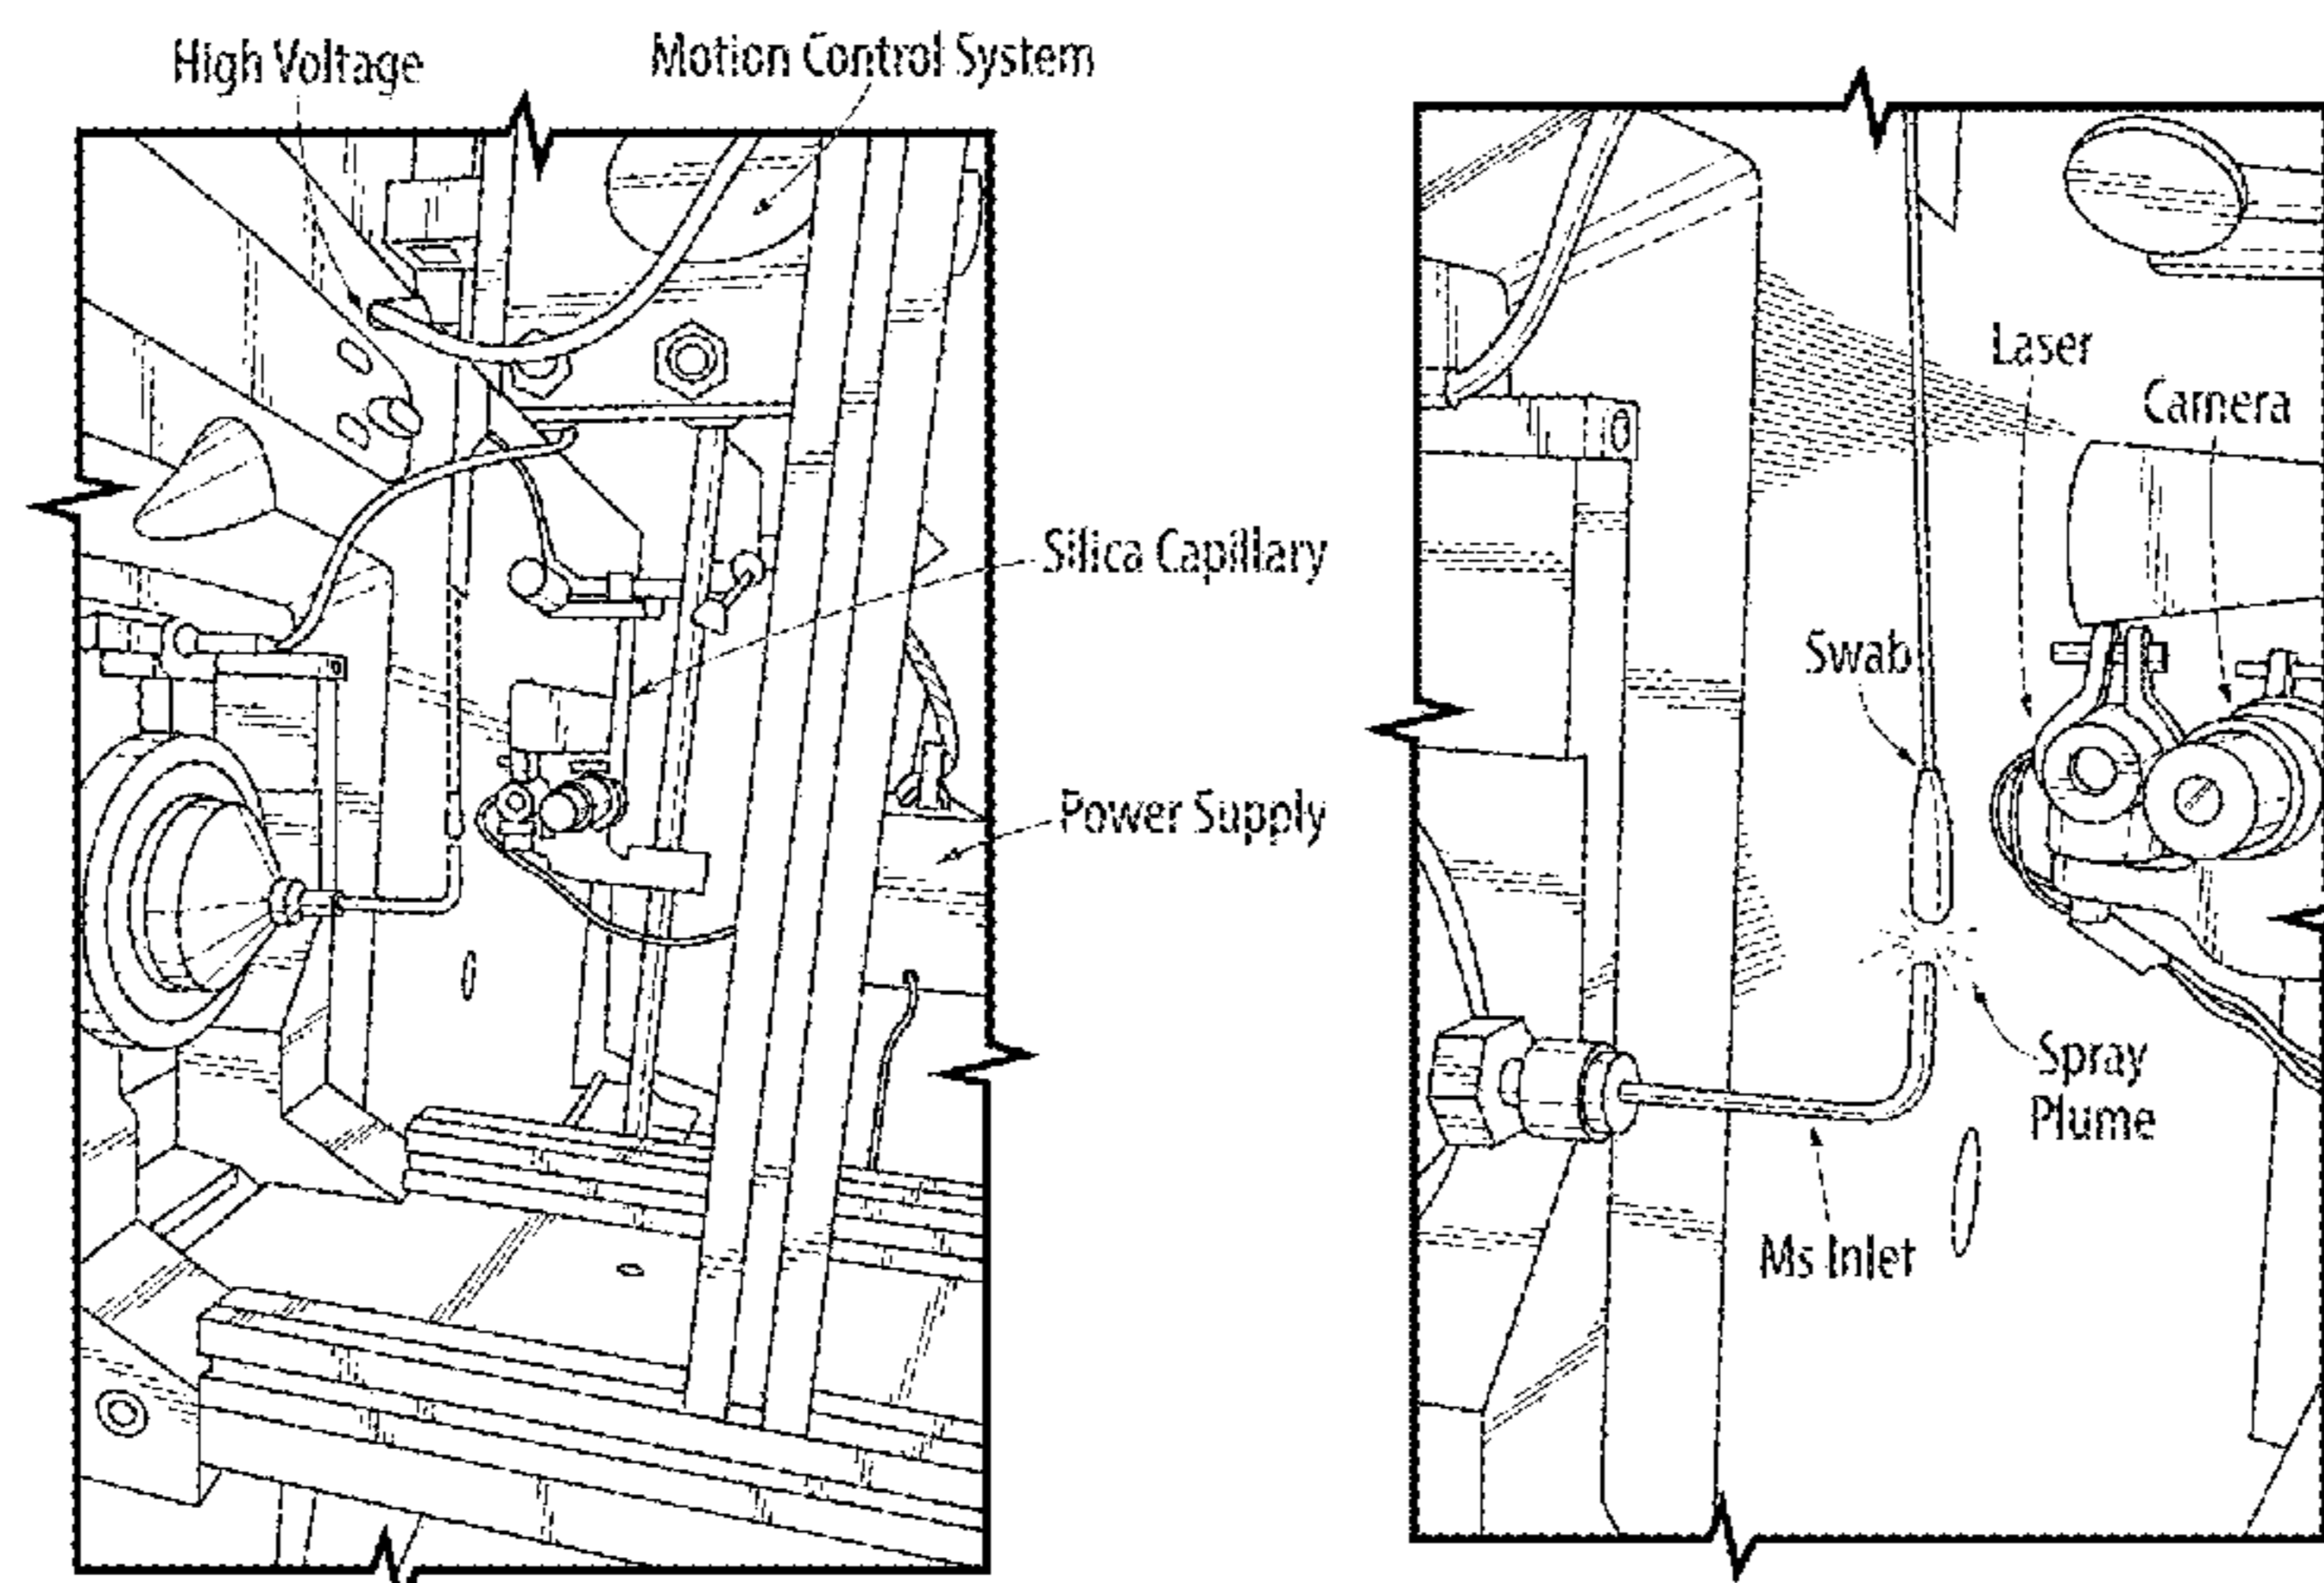 High Voltage
Motion Control System
Silica Capillary
Power Supply
Laser
Camera
Swab
Spray
Plume
Ms Inlet